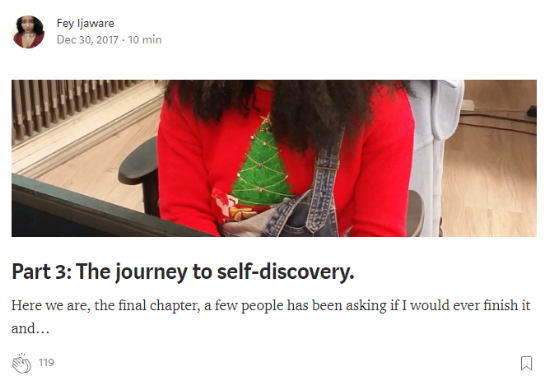 Fey Ijaware
Dec 30, 2017 · 10 min
Part 3: The journey to self-discovery.
Here we are, the final chapter, a few people has been asking if I would ever finish it
and…
119